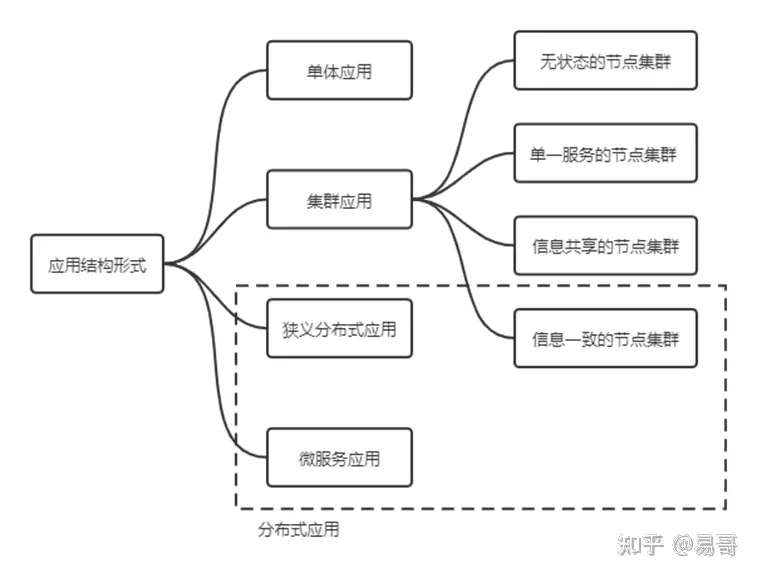 单体应用
无状态的节点集群
单一服务的节点集群
集群应用
信息共享的节点集群
应用结构形式
狭义分布式应用
信息一致的节点集群
微服务应用
分布式应用
知乎 @易哥